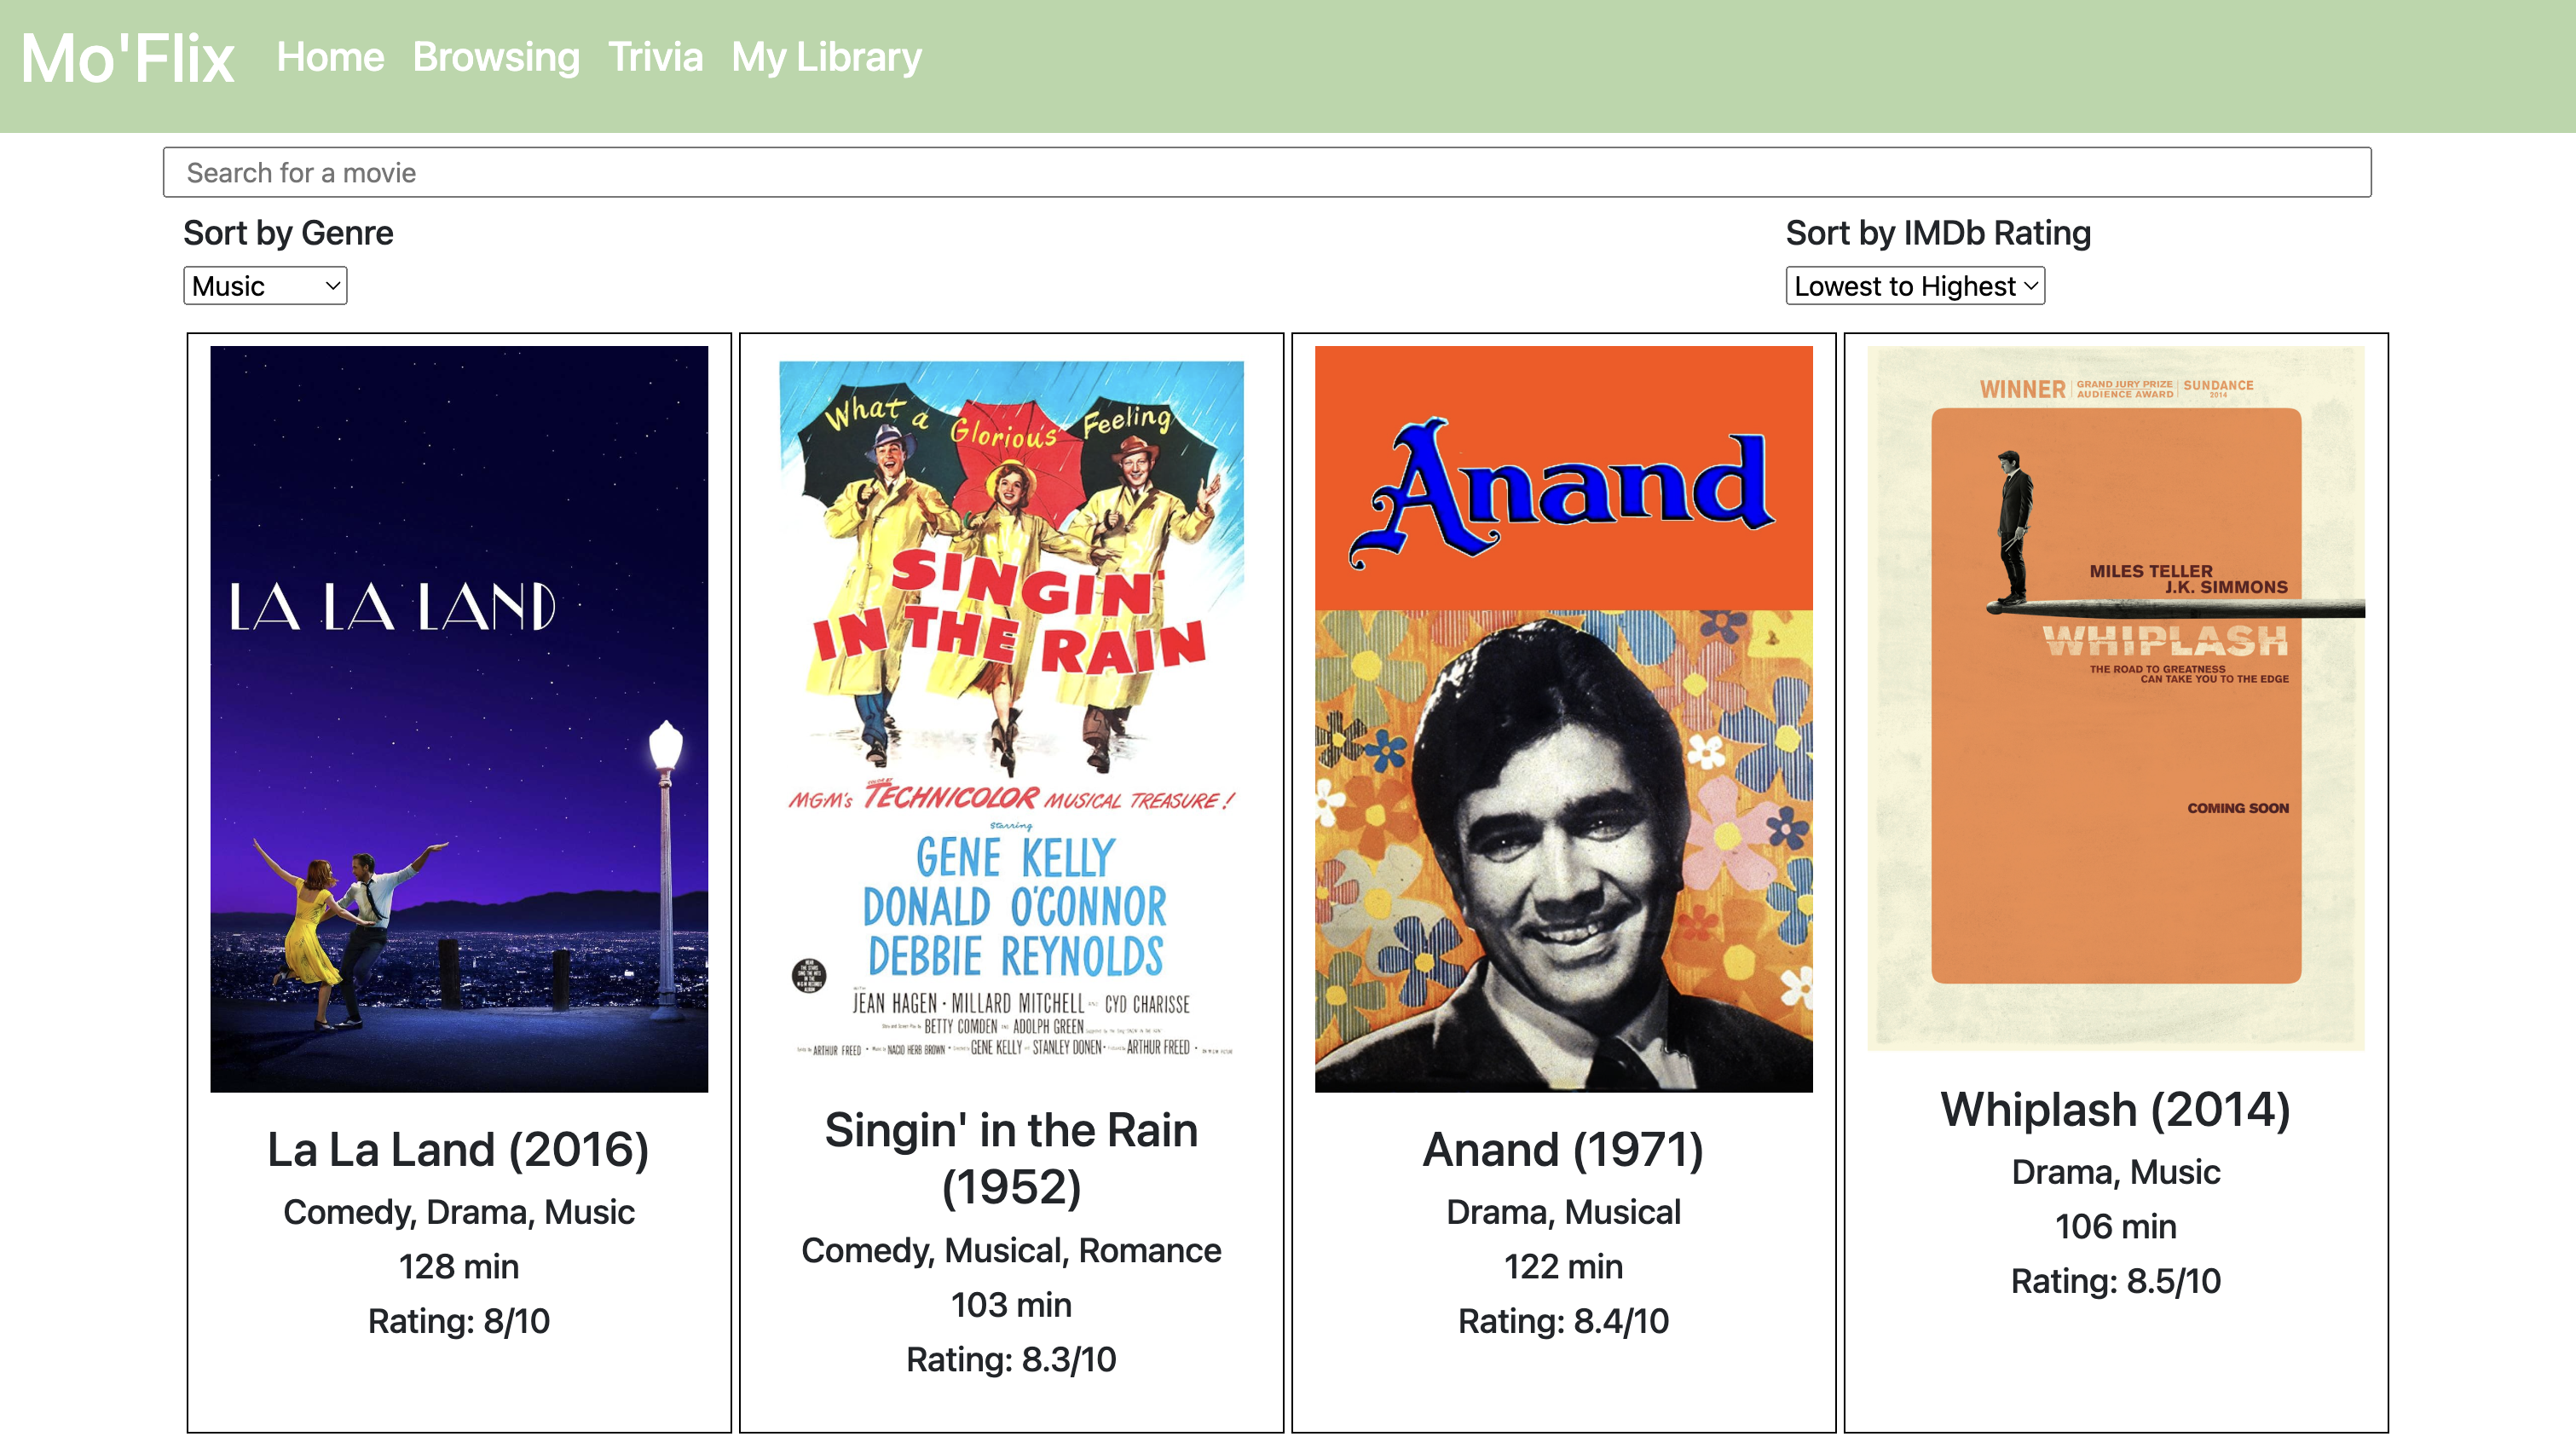 Mo'Flix Home Browsing Trivia My Library
Search for a movie
Sort by Genre
Music
Sort by IMDb Rating
Lowest to Highest
LA LA LAND
La La Land (2016)
Comedy, Drama, Music
128 min
Rating: 8/10
What a Glorious Feeling
SINGIN'
IN THE RAIN
MGM's TECHNICOLOR MUSICAL TREASURE!
Starring
GENE KELLY
DONALD O'CONNOR
DEBBIE REYNOLDS
JEAN HAGEN · MILLARD MITCHELL AND CYD CHARISSE
BETTY COMDEN AND ADOLPH GREEN
ARTHUR FREED · NACIO HERB BROWN · GENE KELLY STANLEY DONEN · ARTHUR FREED ·
Singin' in the Rain
(1952)
Comedy, Musical, Romance
103 min
Rating: 8.3/10
Anand
Anand (1971)
Drama, Musical
122 min
Rating: 8.4/10
WINNER GRAND JURY PRIZE
AUDIENCE AWARD SUNDANCE
2014
MILES TELLER
J.K. SIMMONS
WHIPLASH
THE ROAD TO GREATNESS
CAN TAKE YOU TO THE EDGE
COMING SOON
Whiplash (2014)
Drama, Music
106 min
Rating: 8.5/10